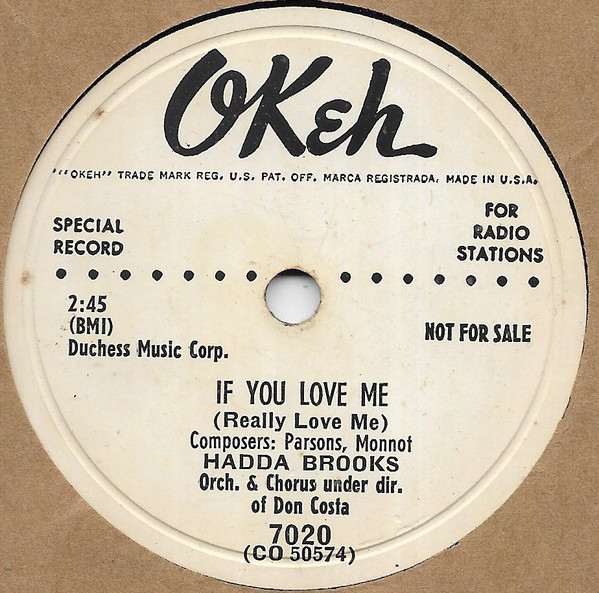 OKeh
"OKEH" TRADE MARK REG. U.S. PAT. OFF. MARCA REGISTRADA. MADE IN U.S.A.
SPECIAL
RECORD
FOR
RADIO
STATIONS
2:45
(BMI)
Duchess Music Corp.
NOT FOR SALE
IF YOU LOVE ME
(Really Love Me)
Composers: Parsons, Monnot
HADDA BROOKS
Orch. & Chorus under dir.
of Don Costa
7020
(CO 50574)